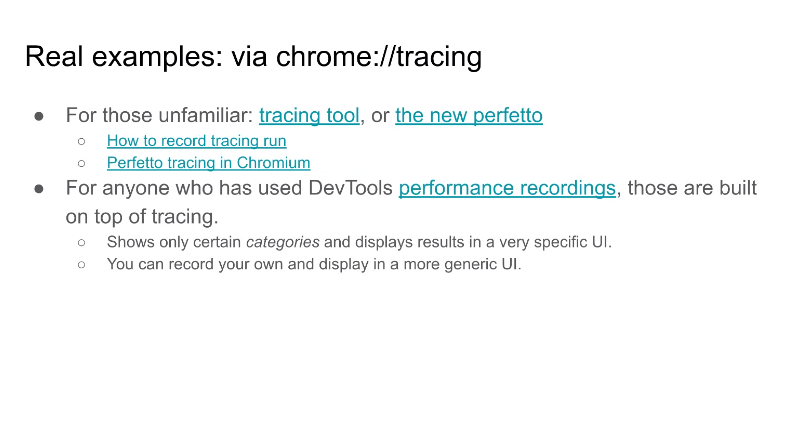 Real examples: via chrome://tracing
● For those unfamiliar: tracing tool, or the new perfetto
○ How to record tracing run
○ Perfetto tracing in Chromium
● For anyone who has used DevTools performance recordings, those are built
on top of tracing.
○ Shows only certain categories and displays results in a very specific UI.
○ You can record your own and display in a more generic UI.